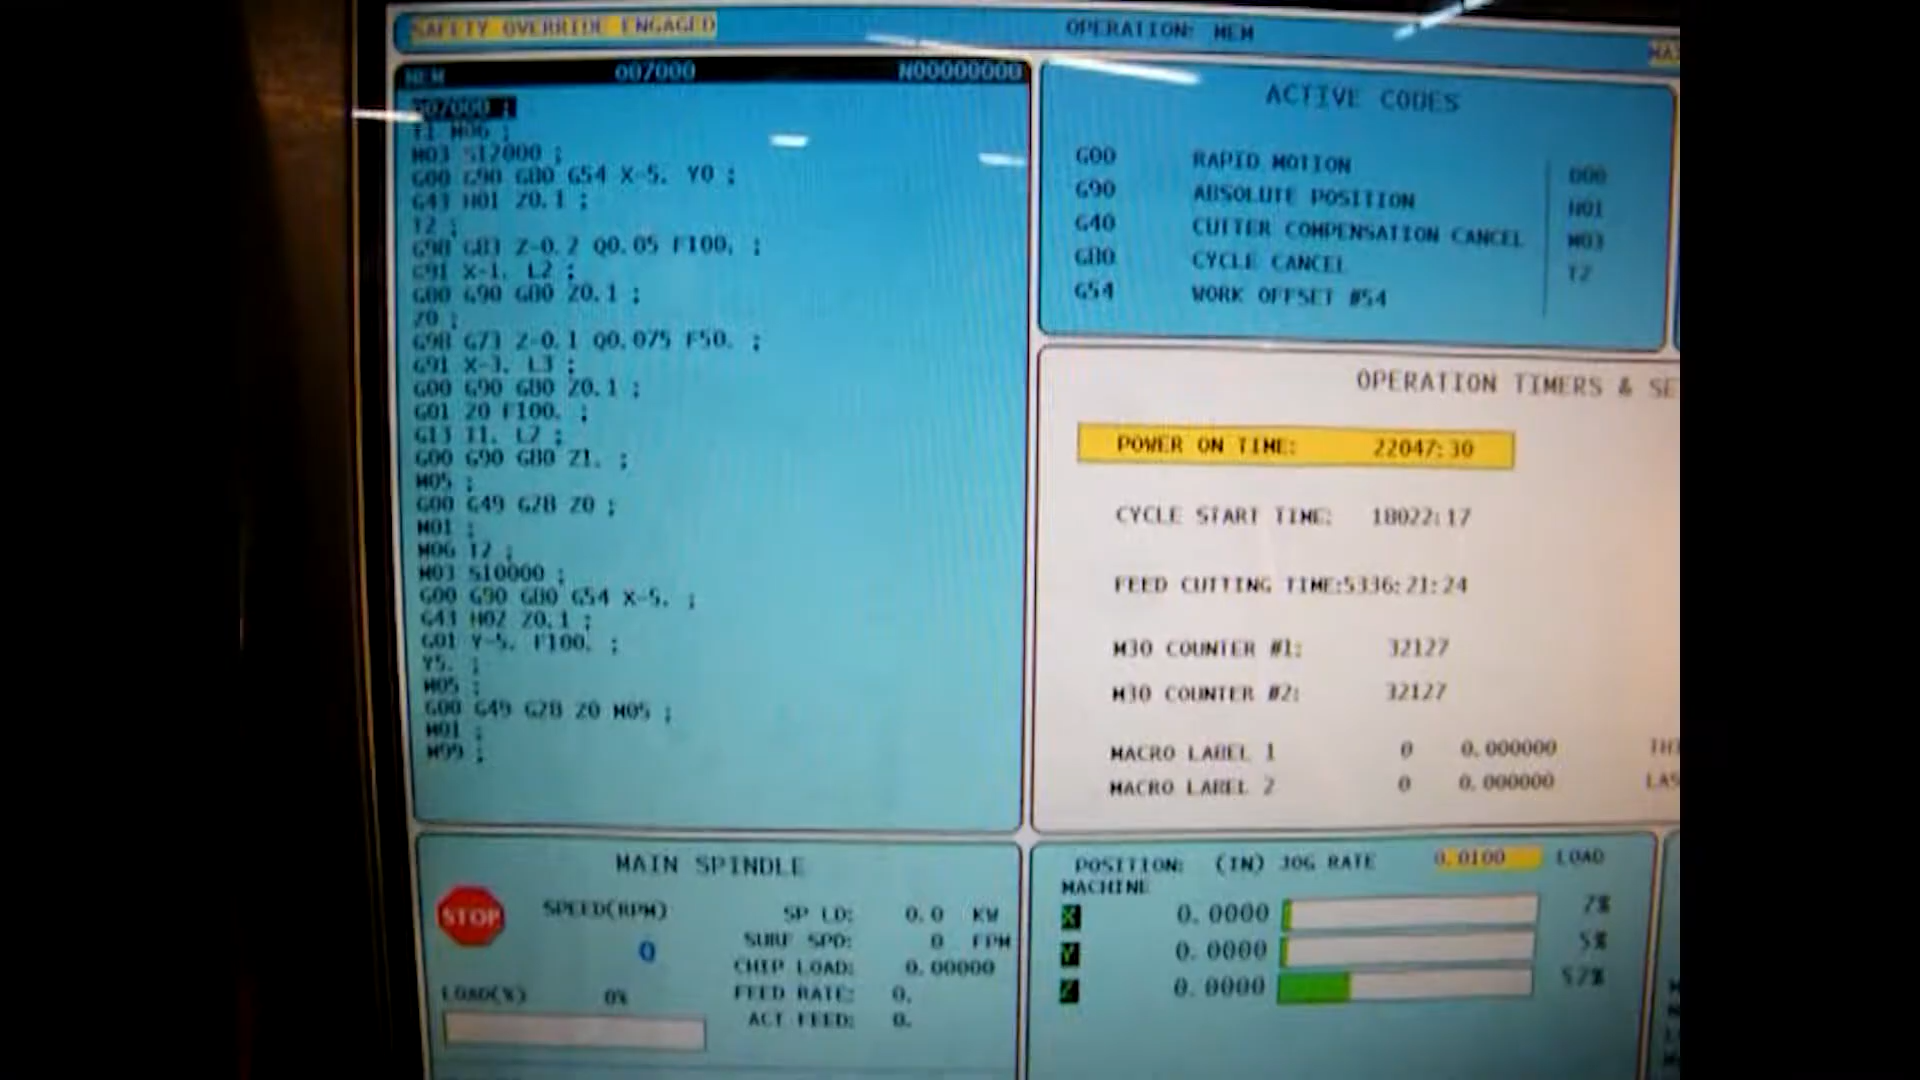 SAFETY OVERRIDE ENGAGED
OPERATION: MEM
MEM O07000 N00000000
O07000 ;
T1 M06 ;
M03 S12000 ;
G00 G90 G80 G54 X-5. Y0 ;
G43 H01 Z0.1 ;
T2 ;
G98 G83 Z-0.2 Q0.05 F100. ;
G91 X-1. L2 ;
G00 G90 G80 Z0.1 ;
Z0 ;
G98 G73 Z-0.1 Q0.075 F50. ;
G91 X-3. L3 ;
G00 G90 G80 Z0.1 ;
G01 Z0 F100. ;
G13 I1. L7 ;
G00 G90 G80 Z1. ;
M05 ;
G00 G49 G28 Z0 ;
M01 ;
M06 T2 ;
M03 S10000 ;
G00 G90 G80 G54 X-5. ;
G43 H02 Z0.1 ;
G01 Y-5. F100. ;
Y5. ;
M05 ;
G00 G49 G28 Z0 M05 ;
M01 ;
M99 ;
ACTIVE CODES
G00 RAPID MOTION D00
G90 ABSOLUTE POSITION H01
G40 CUTTER COMPENSATION CANCEL M03
G80 CYCLE CANCEL T2
G54 WORK OFFSET #54
OPERATION TIMERS & SE
POWER ON TIME: 22047:30
CYCLE START TIME: 18022:17
FEED CUTTING TIME:5336:21:24
M30 COUNTER #1: 32127
M30 COUNTER #2: 32127
MACRO LABEL 1 0 0.000000 THI
MACRO LABEL 2 0 0.000000 LAS
MAIN SPINDLE
STOP
SPEED(RPM)
0
LOAD(%) 0%
SP LD: 0.0 KW
SURF SPD: 0 FPM
CHIP LOAD: 0.00000
FEED RATE: 0.
ACT FEED: 0.
POSITION: (IN) JOG RATE 0.0100 LOAD
MACHINE
X 0.0000 7%
Y 0.0000 5%
Z 0.0000 57%